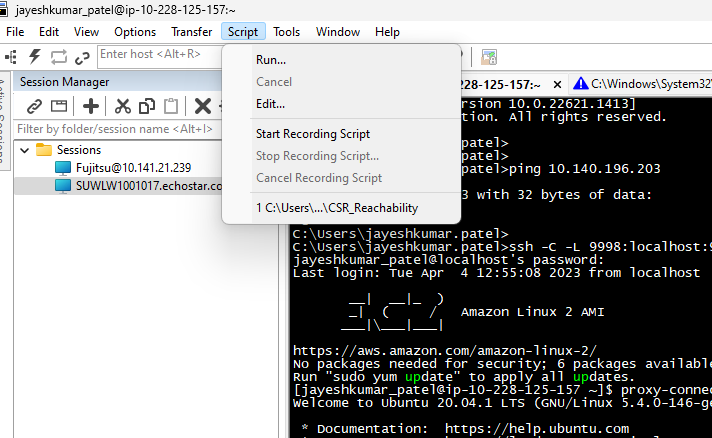 jayeshkumar_patel@ip-10-228-125-157:~
File Edit View Options Transfer Script Tools Window Help
Enter host <Alt+R>
Run...
Cancel
Edit...
Start Recording Script
Stop Recording Script...
Cancel Recording Script
1 C:\Users\...\CSR_Reachability
Session Manager
Filter by folder/session name <Alt+I>
Sessions
Fujitsu@10.141.21.239
SUWLW1001017.echostar.co
28-125-157:~ C:\Windows\System32\
ersion 10.0.22621.1413]
tion. All rights reserved.
patel>
patel>
patel>ping 10.140.196.203
3 with 32 bytes of data:
C:\Users\jayeshkumar.patel>
C:\Users\jayeshkumar.patel>ssh -C -L 9998:localhost:9
jayeshkumar_patel@localhost's password:
Last login: Tue Apr  4 12:55:08 2023 from localhost
__|  __|_  )
_|  (     /   Amazon Linux 2 AMI
___|\___|___|
https://aws.amazon.com/amazon-linux-2/
No packages needed for security; 6 packages available
Run "sudo yum update" to apply all updates.
[jayeshkumar_patel@ip-10-228-125-157 ~]$ proxy-conne
Welcome to Ubuntu 20.04.1 LTS (GNU/Linux 5.4.0-146-ge
* Documentation:  https://help.ubuntu.com